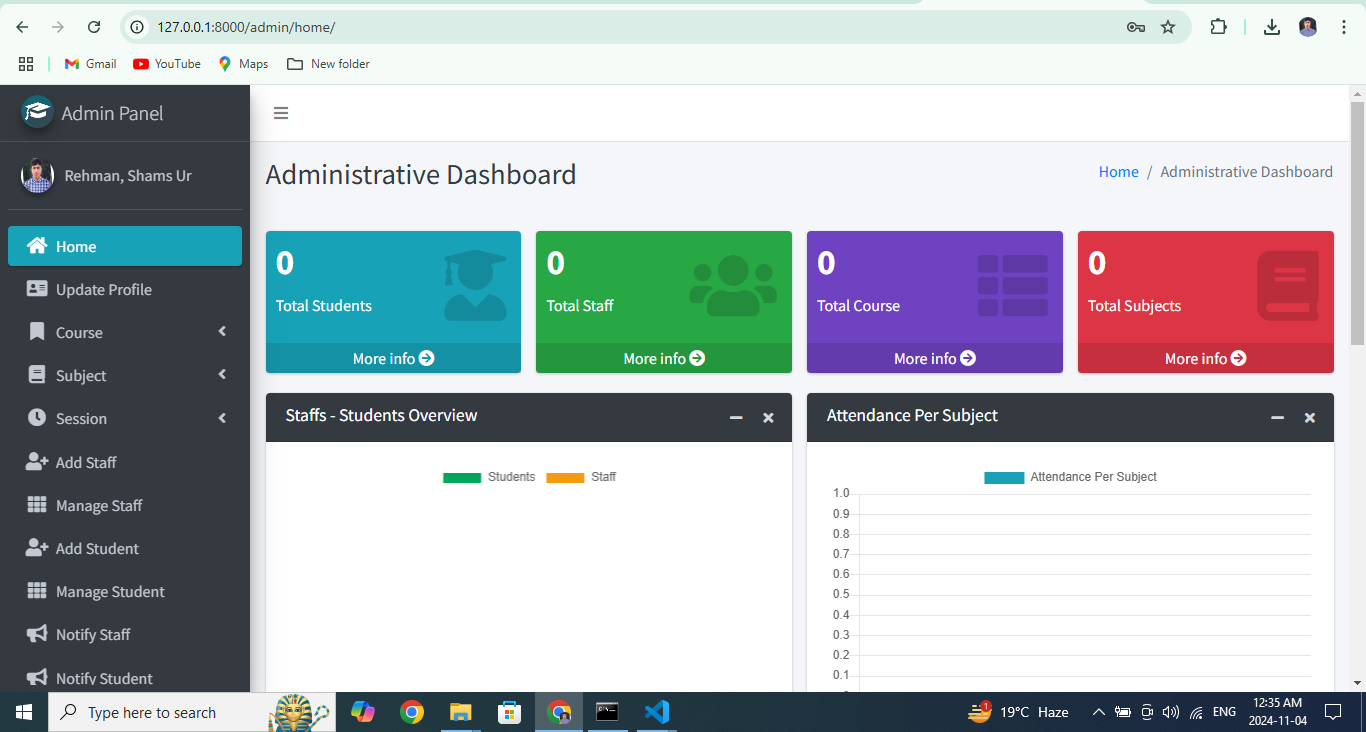 127.0.0.1:8000/admin/home/
Gmail
YouTube
Maps
New folder
Admin Panel
Rehman, Shams Ur
Home
Update Profile
Course
Subject
Session
Add Staff
Manage Staff
Add Student
Manage Student
Notify Staff
Notify Student
Administrative Dashboard
Home / Administrative Dashboard
0
Total Students
More info
0
Total Staff
More info
0
Total Course
More info
0
Total Subjects
More info
Staffs - Students Overview
Students Staff
Attendance Per Subject
Attendance Per Subject
1.0
0.9
0.8
0.7
0.6
0.5
0.4
0.3
0.2
0.1
Type here to search
1
19°C Haze
ENG
12:35 AM
2024-11-04